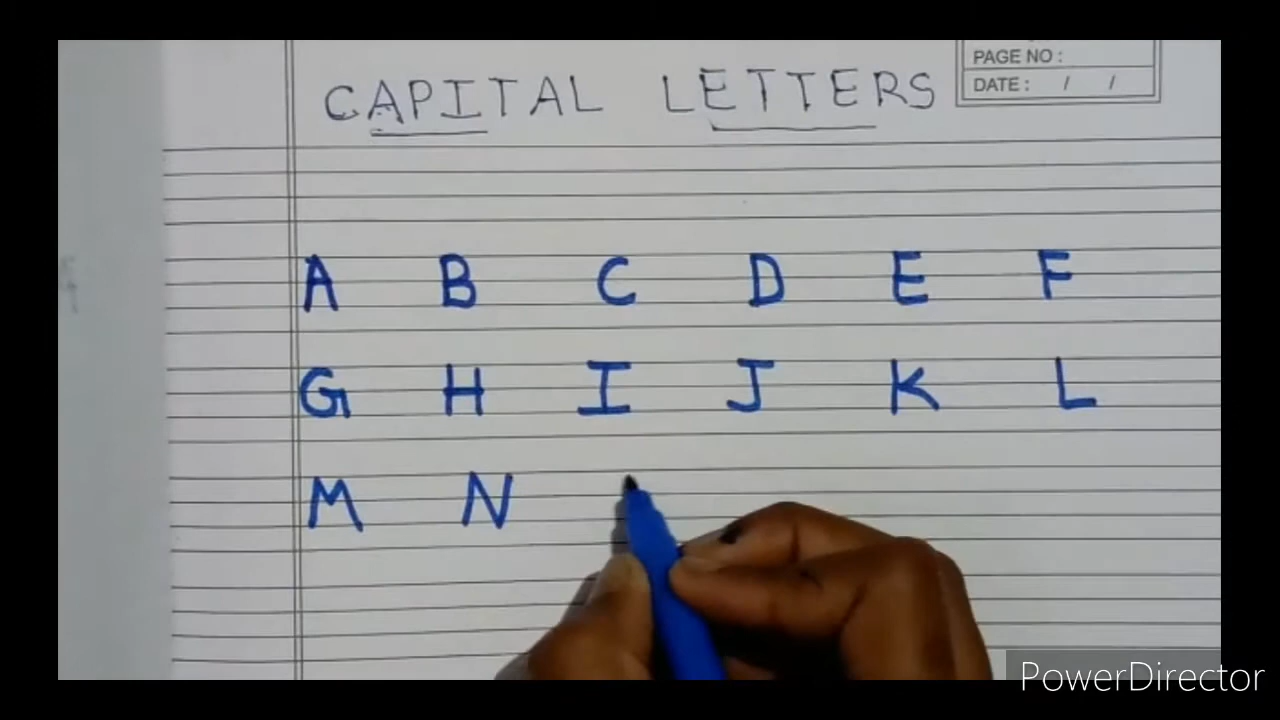 PAGE NO :
DATE : / /
CAPITAL LETTERS
A B C D E F
G H I J K L
M N
PowerDirector